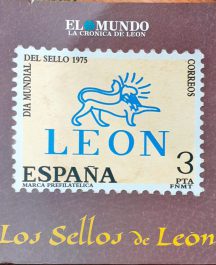 EL MUNDO
LA CRÓNICA DE LEÓN
DIA MUNDIAL
DEL SELLO 1975
CORREOS
LEON
ESPAÑA
3
PTA
MARCA PREFILATELICA
FNMT
Los Sellos de León